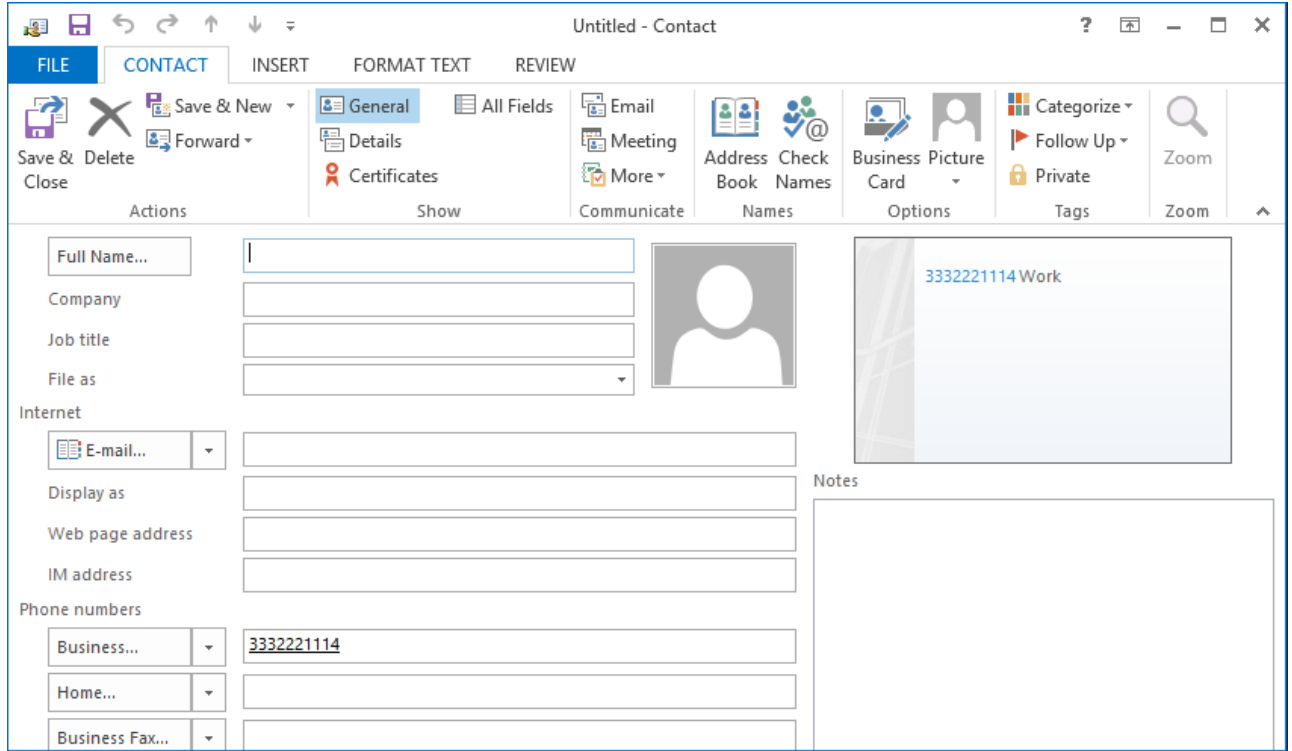 Untitled - Contact
?
FILE CONTACT INSERT FORMAT TEXT REVIEW
Save & Close
Delete
Save & New
Forward
Actions
General
Details
Certificates
All Fields
Show
Email
Meeting
More
Communicate
Address Book
Check Names
Names
Business Card
Picture
Options
Categorize
Follow Up
Private
Tags
Zoom
Zoom
Full Name...
Company
Job title
File as
Internet
E-mail...
Display as
Web page address
IM address
Phone numbers
Business... 3332221114
Home...
Business Fax...
3332221114 Work
Notes